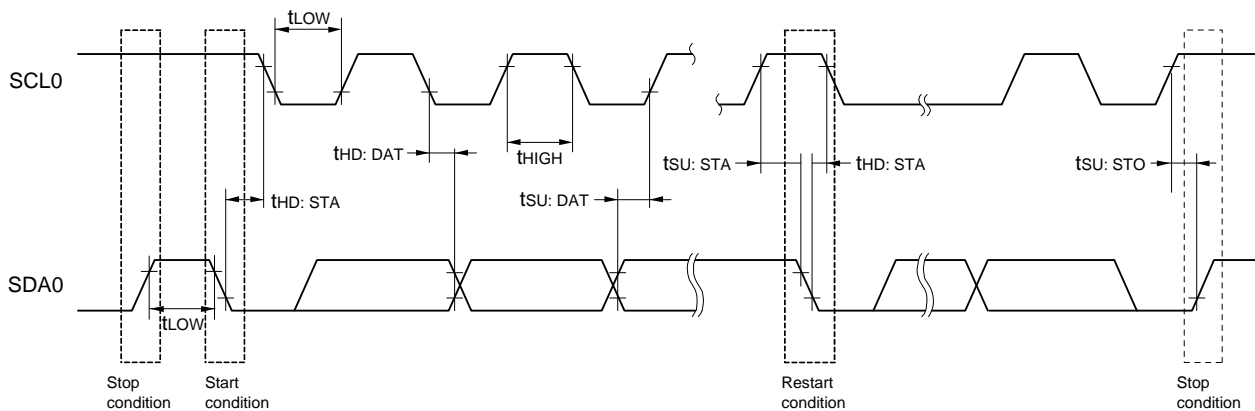 tLOW
SCL0
tHD: DAT
tHIGH
tSU: STA
tHD: STA
tSU: STO
tHD: STA
tSU: DAT
SDA0
tLOW
Stop
condition
Start
condition
Restart
condition
Stop
condition